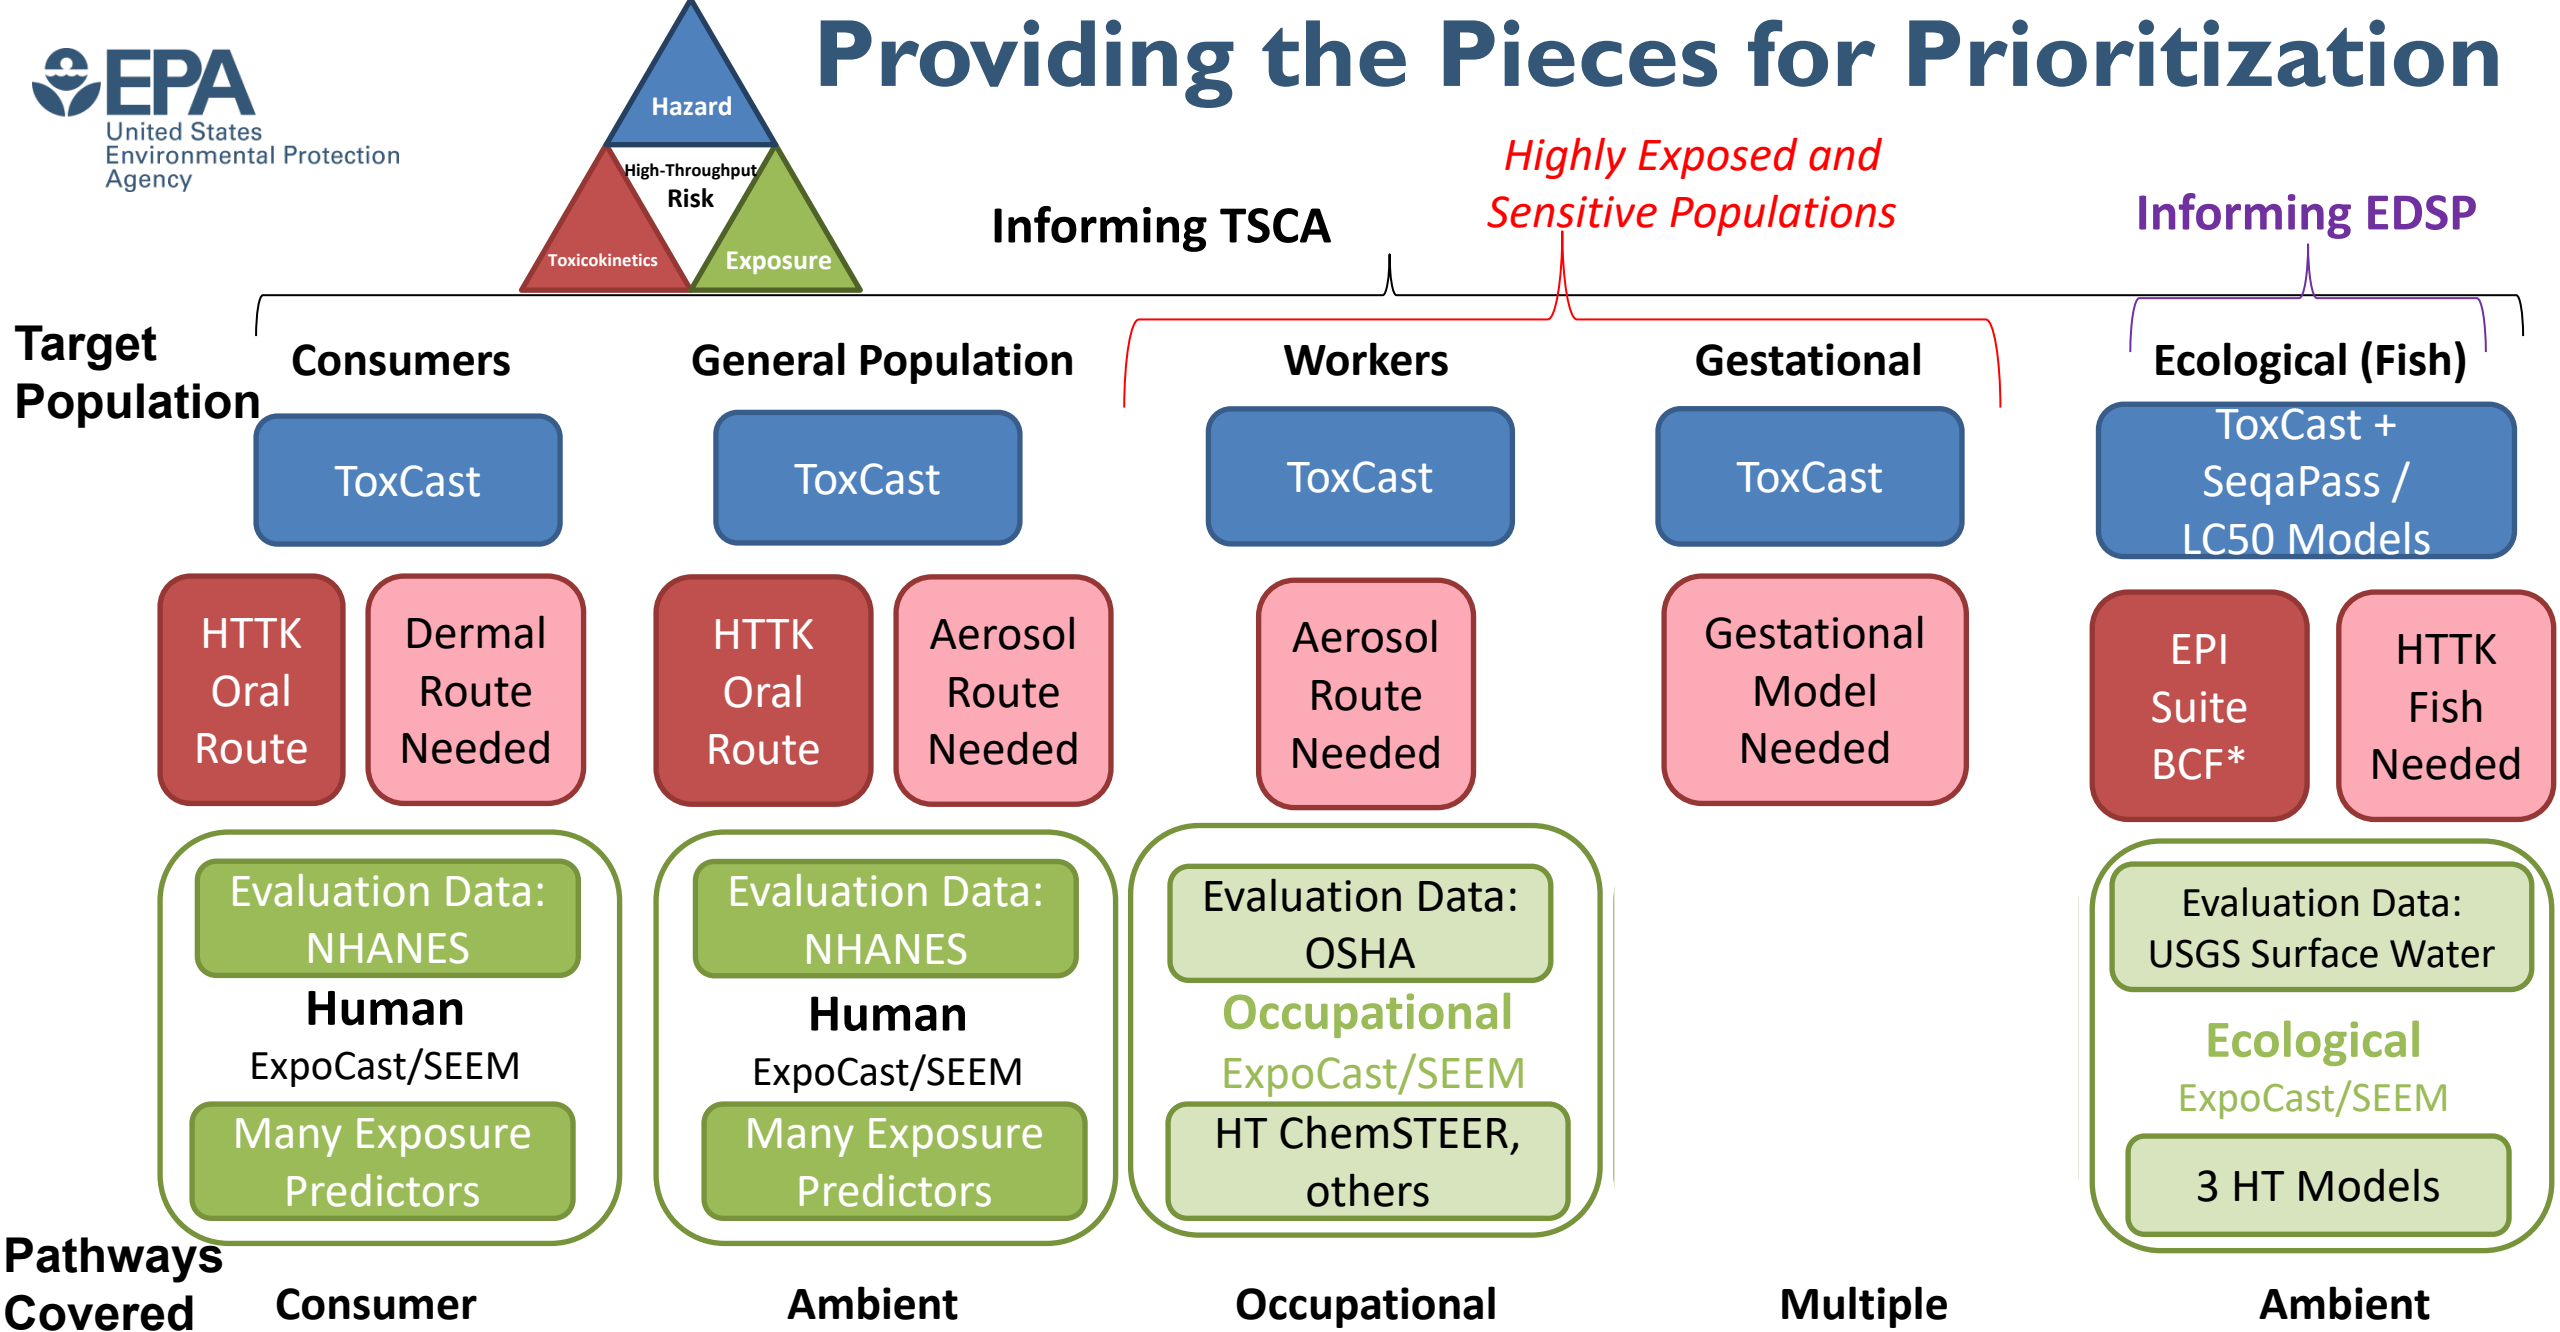 EPA
United States
Environmental Protection
Agency
Hazard
High-Throughput
Risk
Toxicokinetics
Exposure
Providing the Pieces for Prioritization
Informing TSCA
Highly Exposed and
Sensitive Populations
Informing EDSP
Target
Population
Consumers
General Population
Workers
Gestational
Ecological (Fish)
ToxCast
ToxCast
ToxCast
ToxCast
ToxCast +
SeqaPass /
LC50 Models
HTTK
Oral
Route
Dermal
Route
Needed
HTTK
Oral
Route
Aerosol
Route
Needed
Aerosol
Route
Needed
Gestational
Model
Needed
EPI
Suite
BCF*
HTTK
Fish
Needed
Evaluation Data:
NHANES
Human
ExpoCast/SEEM
Many Exposure
Predictors
Evaluation Data:
NHANES
Human
ExpoCast/SEEM
Many Exposure
Predictors
Evaluation Data:
OSHA
Occupational
ExpoCast/SEEM
HT ChemSTEER,
others
Evaluation Data:
USGS Surface Water
Ecological
ExpoCast/SEEM
3 HT Models
Pathways
Covered
Consumer
Ambient
Occupational
Multiple
Ambient